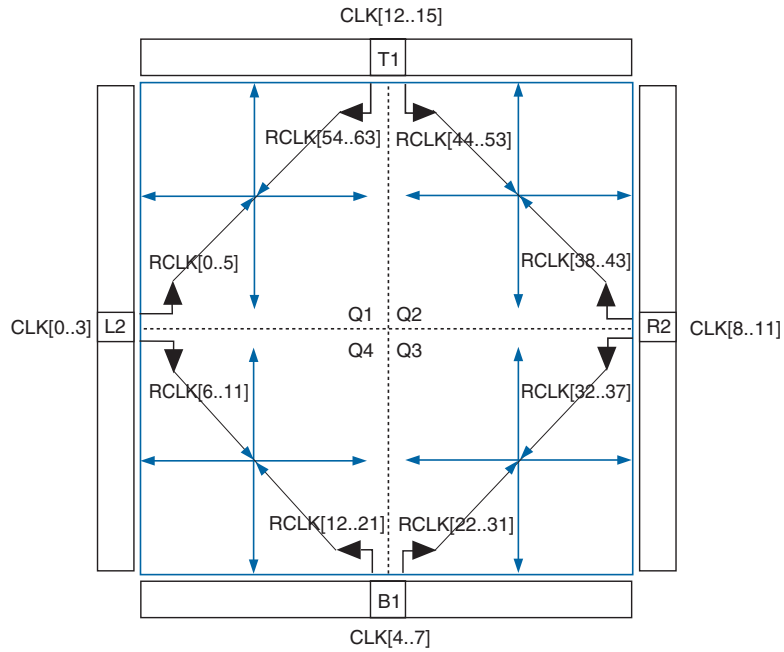 CLK[12..15]
T1
RCLK[54..63] RCLK[44..53]
RCLK[0..5] RCLK[38..43]
Q1 Q2
CLK[0..3] L2 R2 CLK[8..11]
Q4 Q3
RCLK[6..11] RCLK[32..37]
RCLK[12..21] RCLK[22..31]
B1
CLK[4..7]